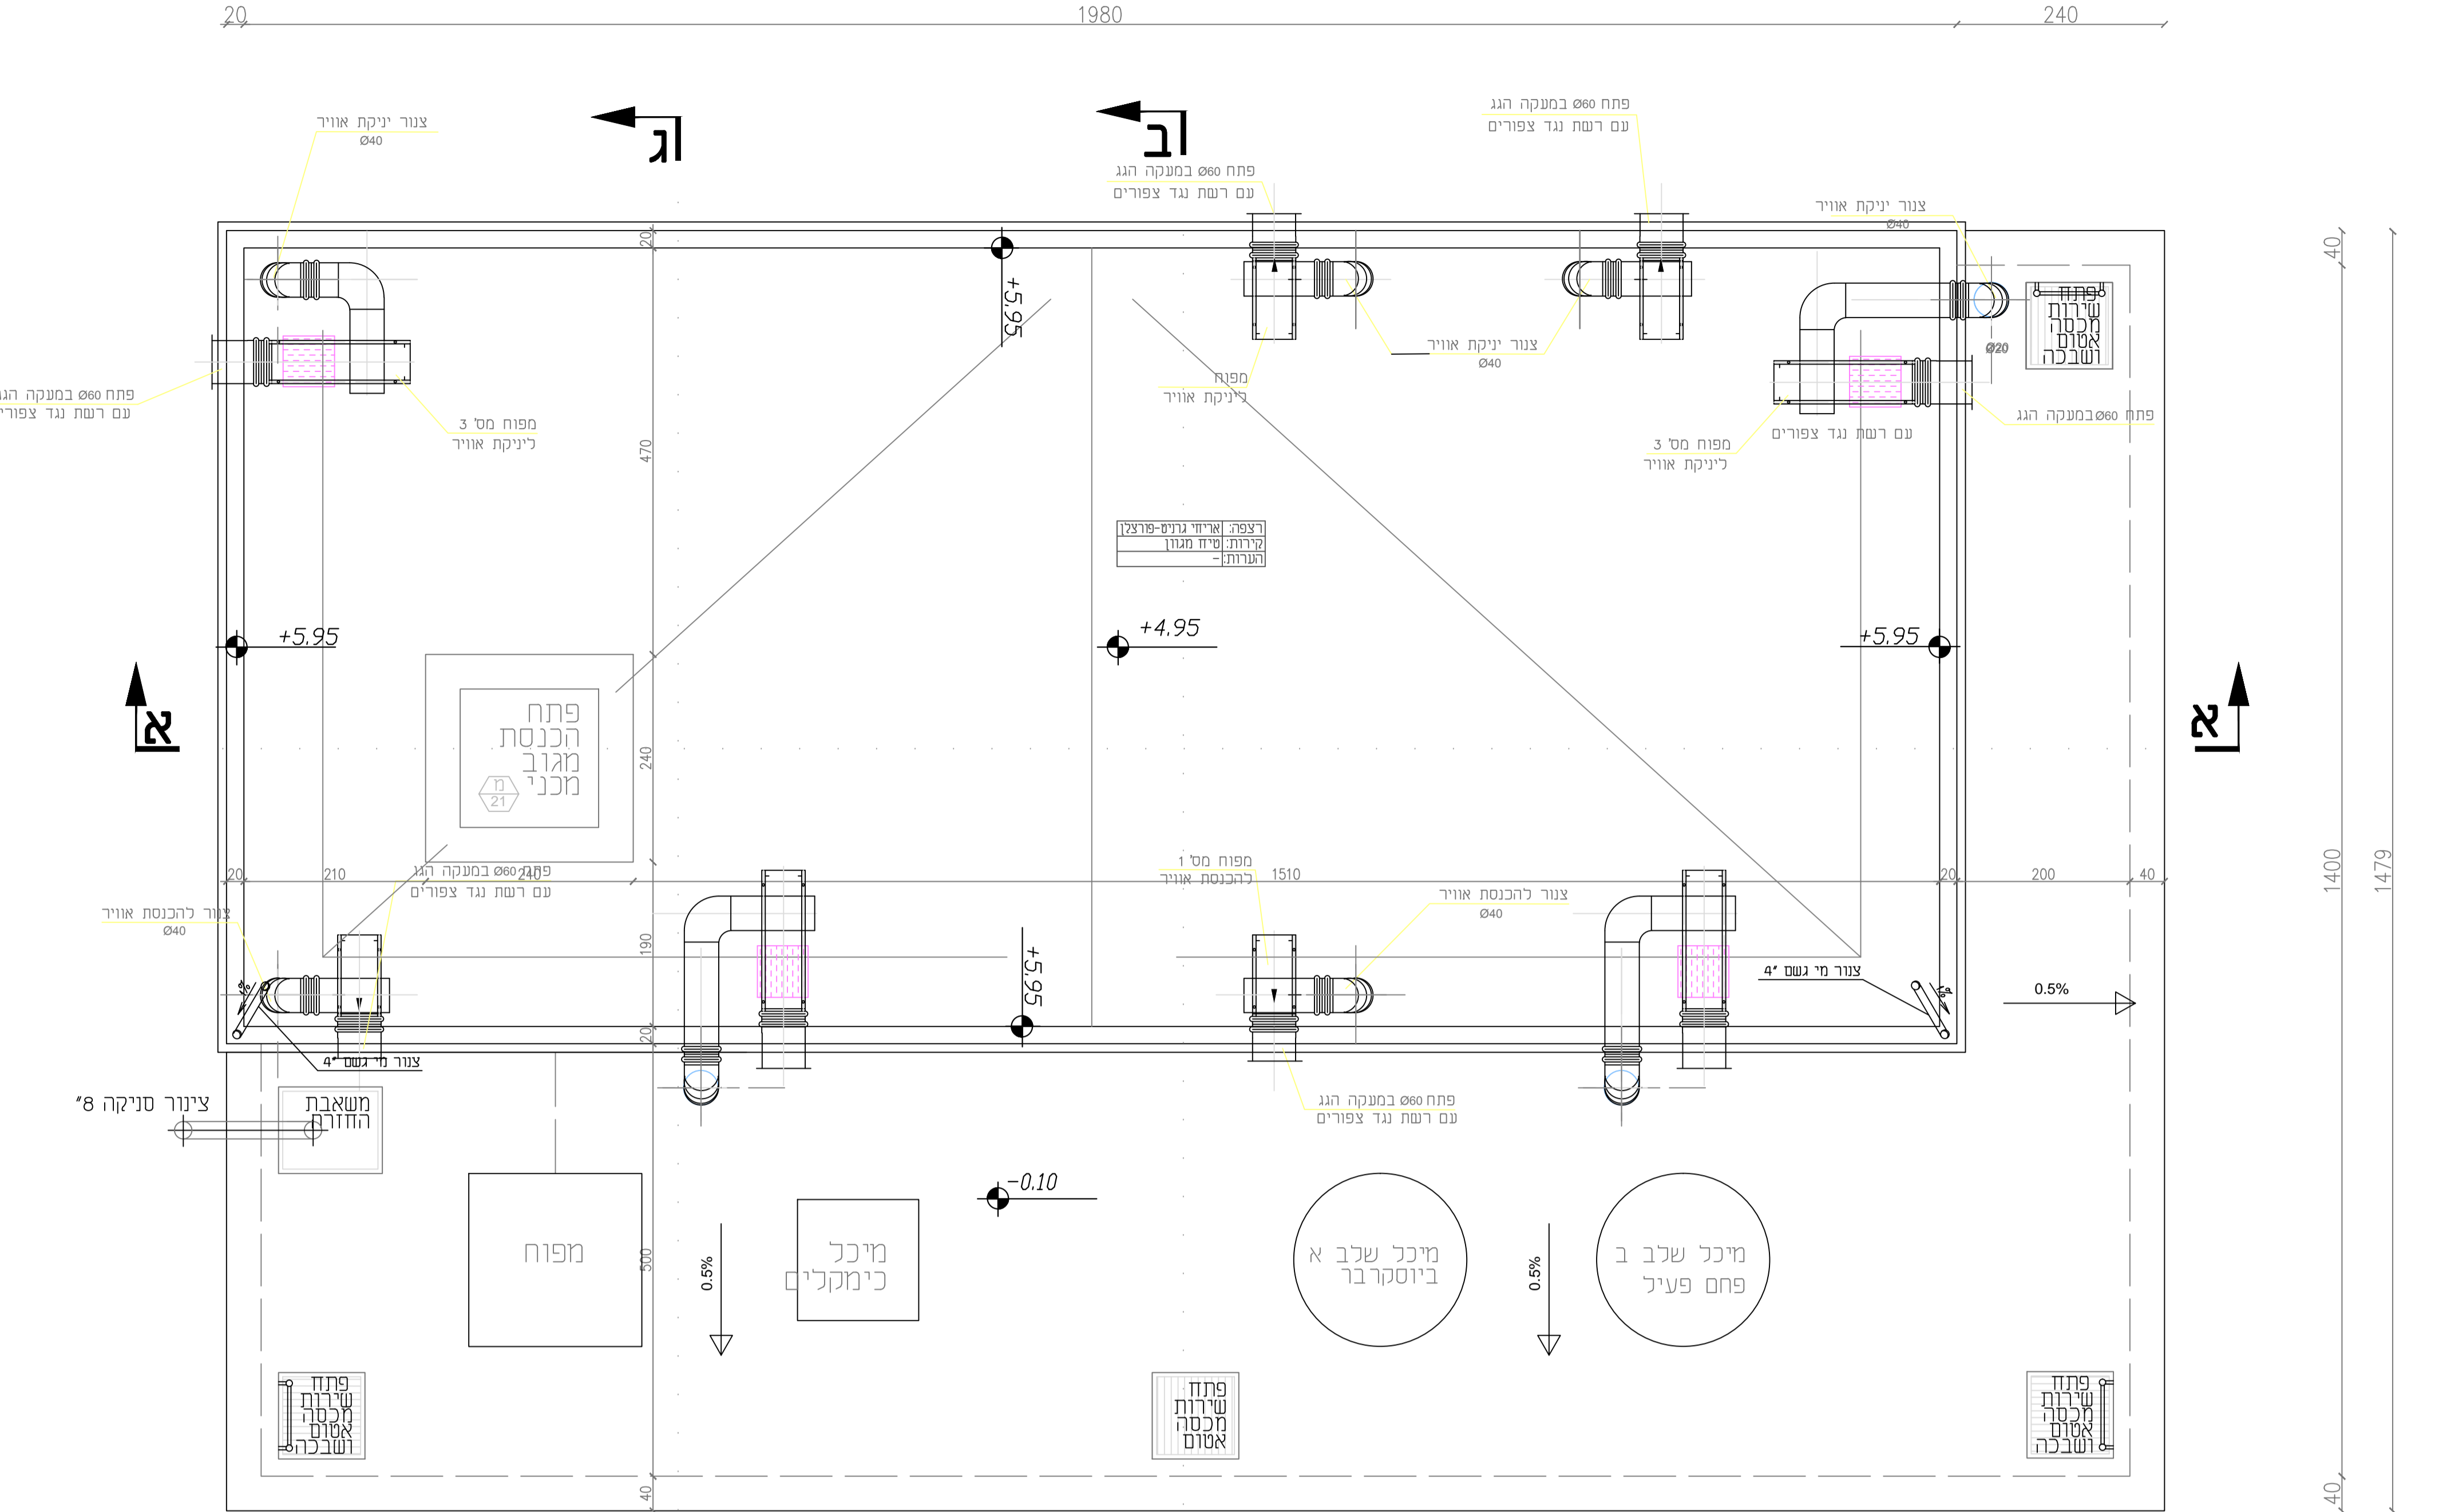 20
1980
240
צנור יניקת אוויר
Ø40
ג
ב
פתח Ø60 במעקה הגג
עם רשת נגד צפורים
פתח Ø60 במעקה הגג
עם רשת נגד צפורים
צנור יניקת אוויר
Ø40
20
40
+5.95
פתח
שירות
מכסה
אטום
ושבכה
Ø20
צנור יניקת אוויר
Ø40
מפוח
ליניקת אוויר
פתח Ø60 במעקה הגג
עם רשת נגד צפורי
מפוח מס' 3
ליניקת אוויר
470
פתח Ø60 במעקה הגג
עם רשת נגד צפורים
מפוח מס' 3
ליניקת אוויר
רצפה: אריחי גרניט-פורצלן
קירות: טיח מגוון
הערות: -
+5.95
+4.95
+5.95
א
א
פתח
הכנסת
מגוב
מכני
מ
21
240
20
210
240
פתח Ø60 במעקה הגג
עם רשת נגד צפורים
מפוח מס' 1
להכנסת אוויר
1510
20
200
40
1400
1479
צנור להכנסת אוויר
Ø40
צנור להכנסת אוויר
Ø40
190
+5.95
1%
1%
צנור מי גשם 4"
0.5%
20
צנור מי גשם 4"
צינור סניקה 8"
משאבת
החזרה
פתח Ø60 במעקה הגג
עם רשת נגד צפורים
-0.10
מפוח
500
0.5%
מיכל
כימקלים
מיכל שלב א
ביוסקרבר
0.5%
מיכל שלב ב
פחם פעיל
פתח
שירות
מכסה
אטום
ושבכה
פתח
שירות
מכסה
אטום
פתח
שירות
מכסה
אטום
ושבכה
40
40